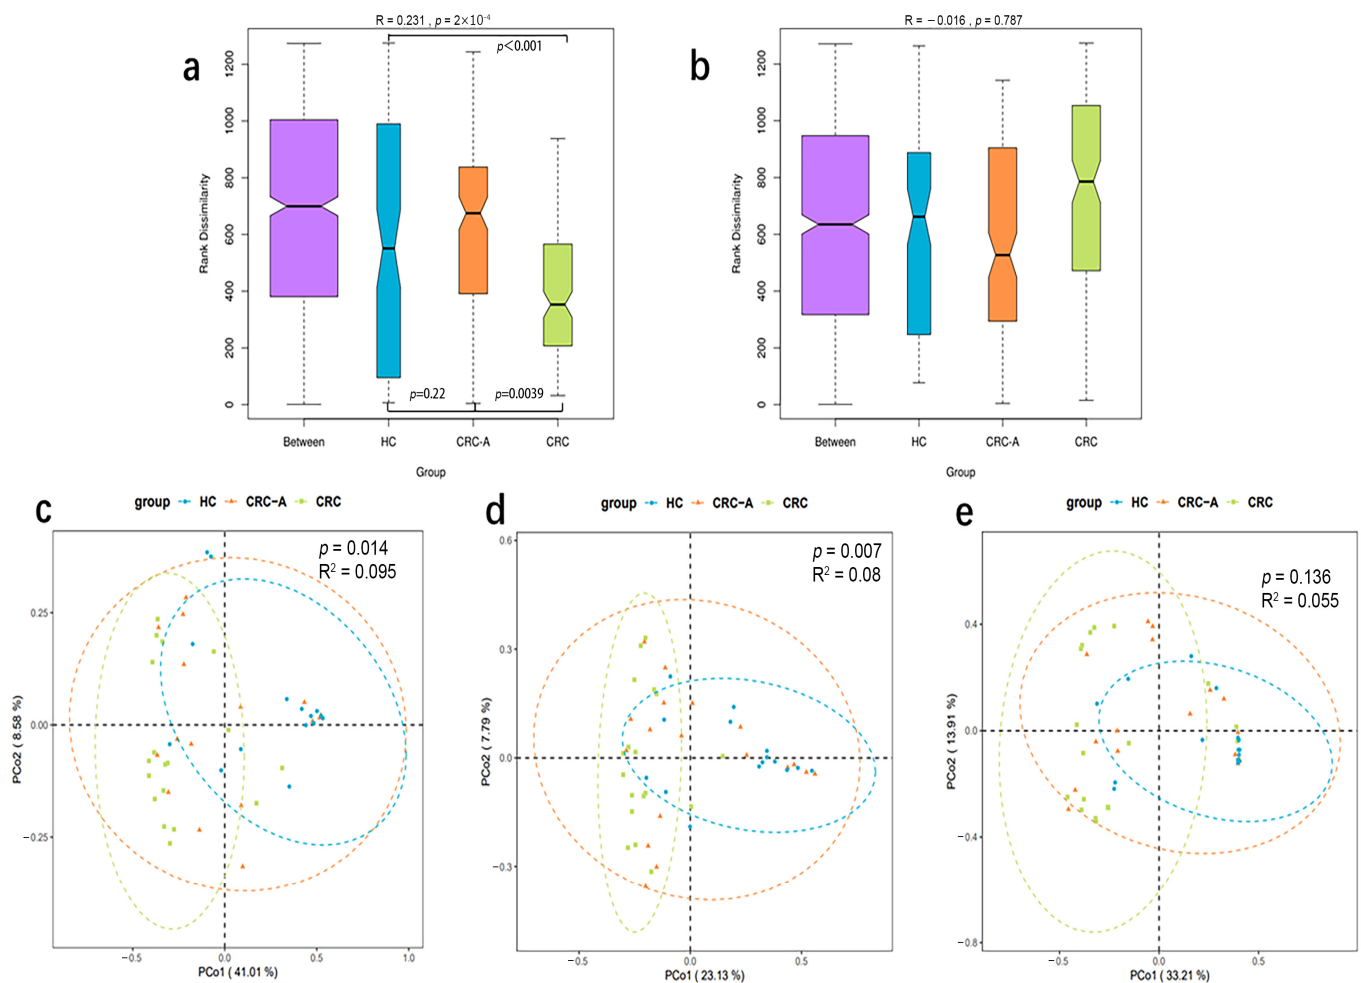 R = 0.231 , p = 2×10⁻⁴
a
p<0.001
Rank Dissimilarity
0
200
400
600
800
1000
1200
p=0.22
p=0.0039
Between
HC
CRC-A
CRC
Group
R = −0.016 , p = 0.787
b
Rank Dissimilarity
0
200
400
600
800
1000
1200
Between
HC
CRC-A
CRC
Group
c
group HC CRC−A CRC
p = 0.014
R² = 0.095
PCo2 ( 8.58 %)
0.25
0.00
−0.25
−0.5
0.0
0.5
1.0
PCo1 ( 41.01 %)
d
group HC CRC−A CRC
p = 0.007
R² = 0.08
PCo2 ( 7.79 %)
0.6
0.3
0.0
−0.3
−0.5
0.0
0.5
PCo1 ( 23.13 %)
e
group HC CRC−A CRC
p = 0.136
R² = 0.055
PCo2 ( 13.91 %)
0.4
0.0
−0.4
−0.8
−0.5
0.0
0.5
PCo1 ( 33.21 %)